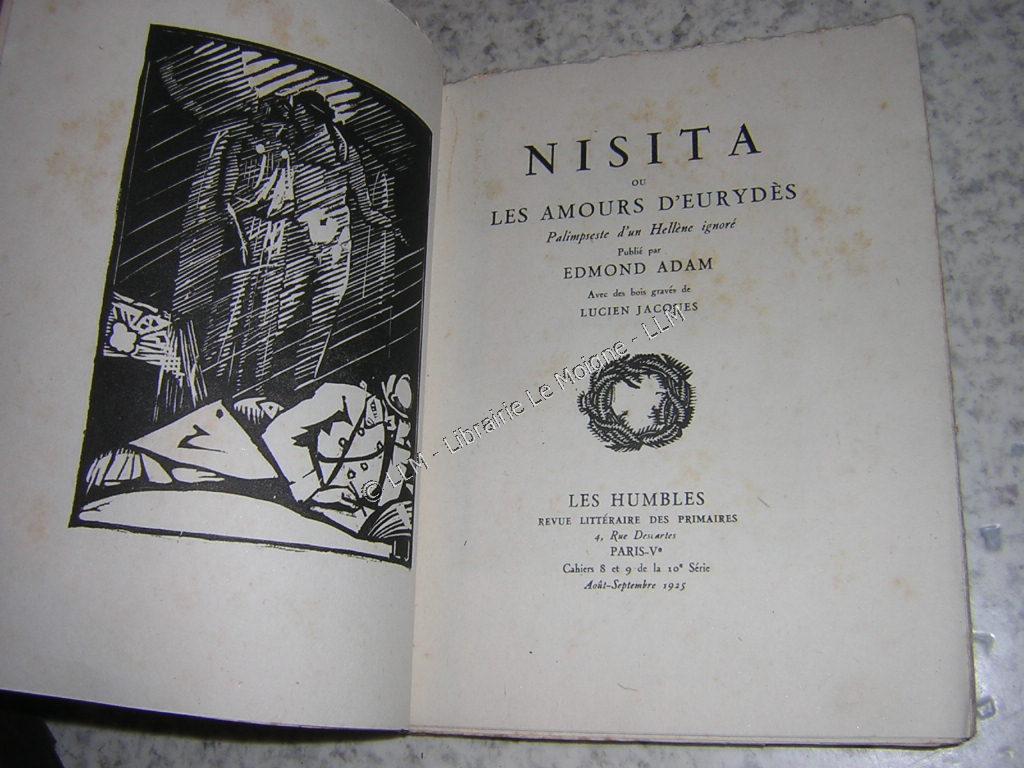 NISITA
OU
LES AMOURS D'EURYDÈS
Palimpseste d'un Hellène ignoré
Publié par
EDMOND ADAM
Avec des bois gravés de
LUCIEN JACQUES
© LLM - Librairie Le Moigne - LLM
LES HUMBLES
REVUE LITTÉRAIRE DES PRIMAIRES
4, Rue Descartes
PARIS-Vᵉ
Cahiers 8 et 9 de la 10ᵉ Série
Août-Septembre 1925